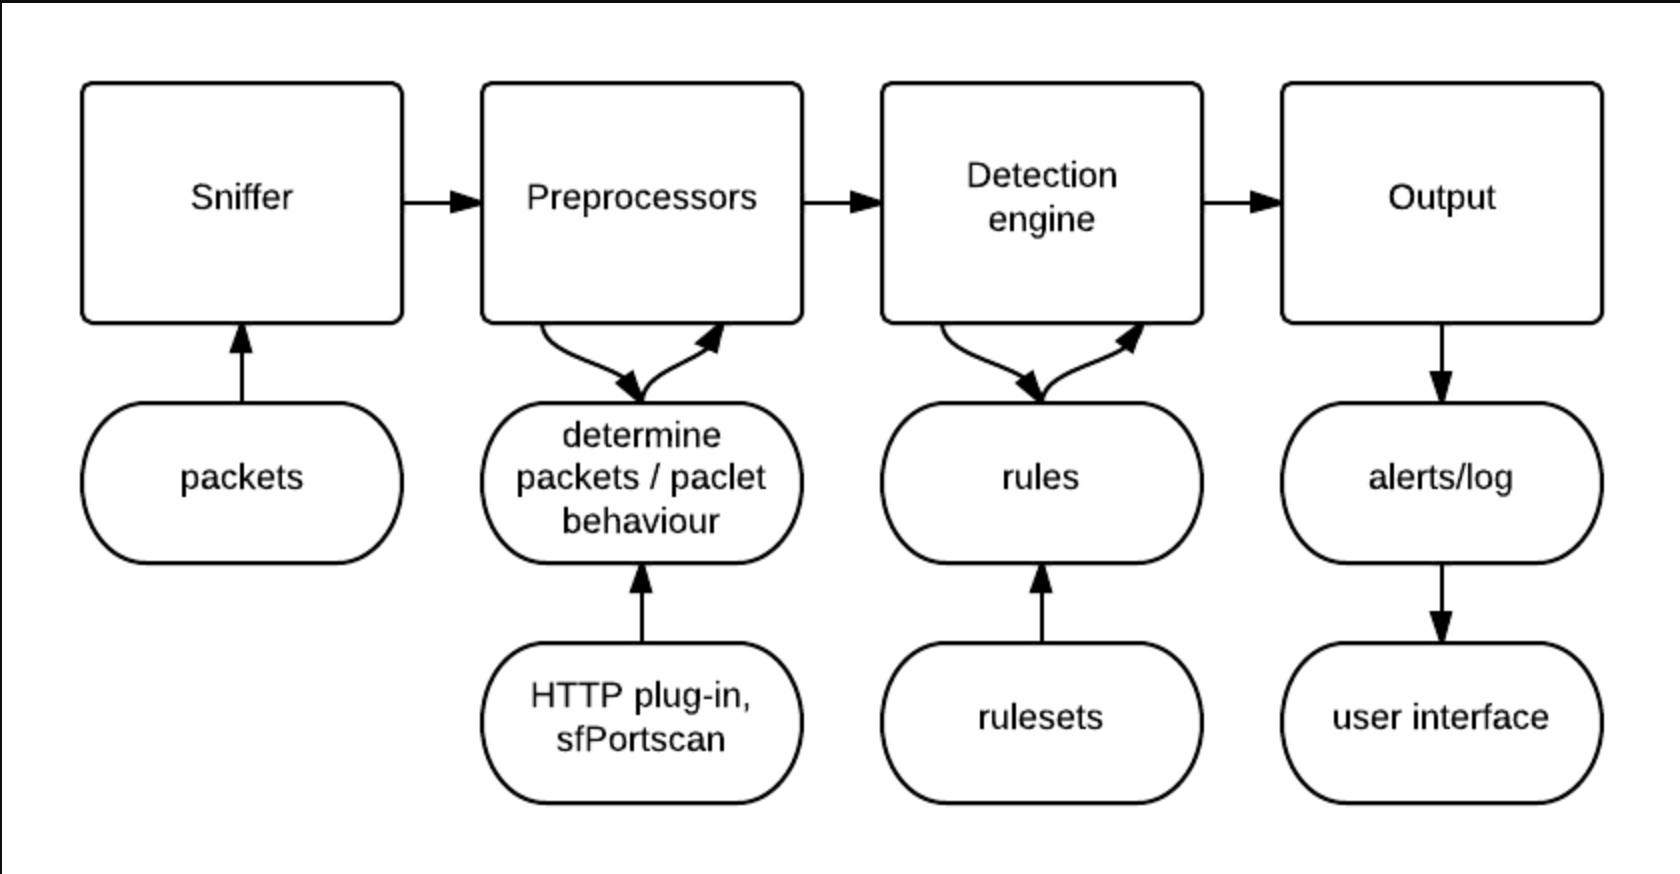 Sniffer
Preprocessors
Detection
engine
Output
packets
determine
packets / paclet
behaviour
rules
alerts/log
HTTP plug-in,
sfPortscan
rulesets
user interface